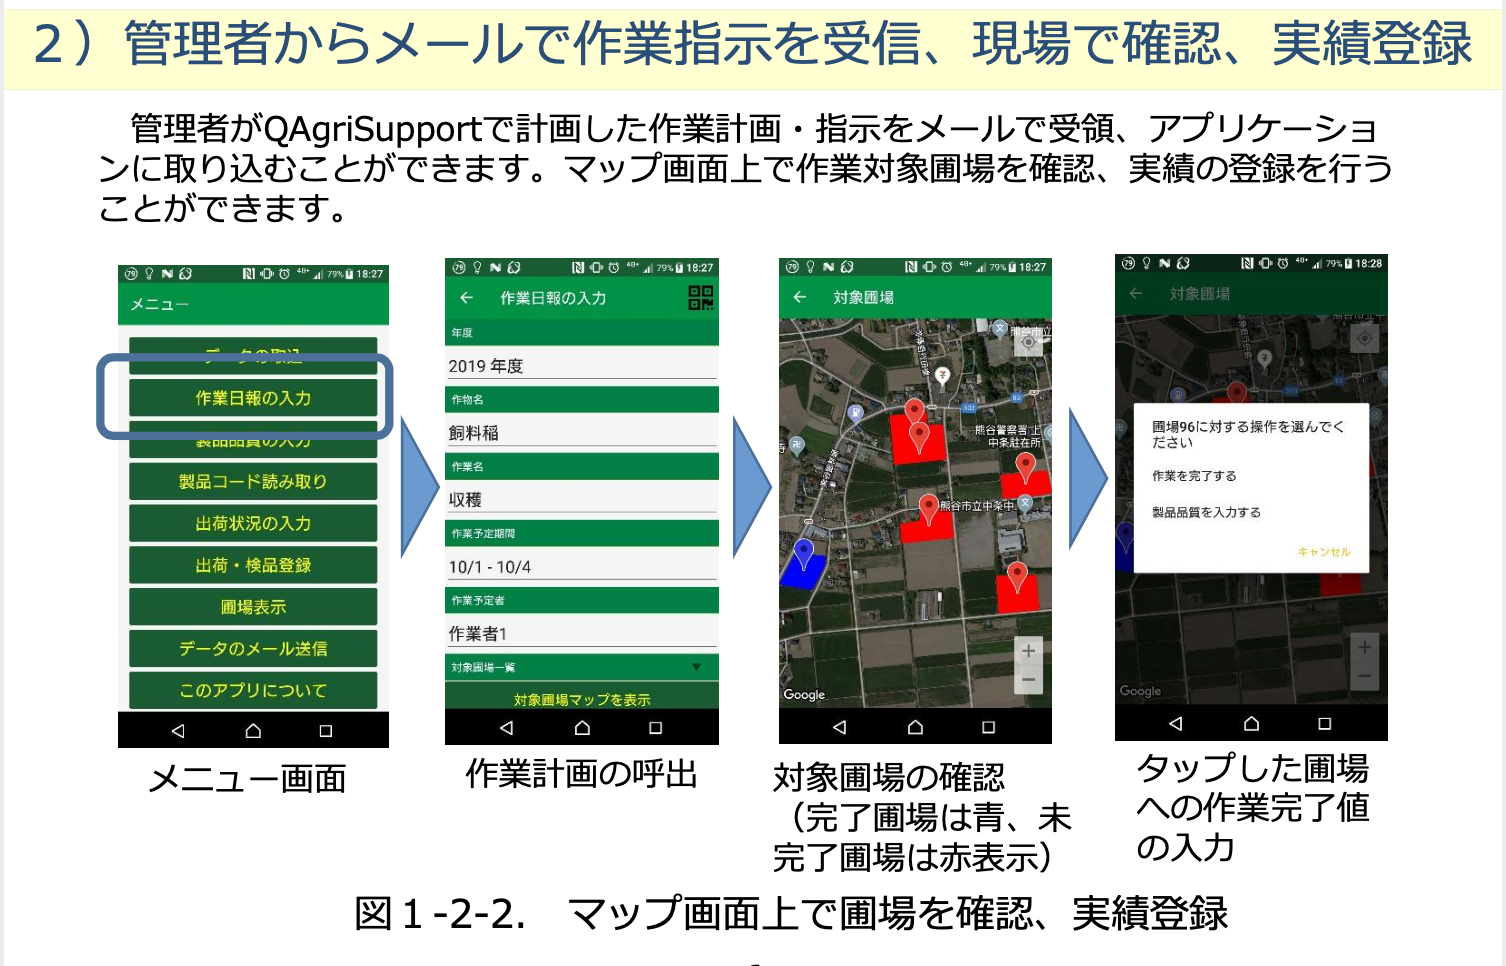 2）管理者からメールで作業指示を受信、現場で確認、実績登録
管理者がQAgriSupportで計画した作業計画・指示をメールで受領、アプリケーショ
ンに取り込むことができます。マップ画面上で作業対象圃場を確認、実績の登録を行う
ことができます。
79 4G+ 79% 18:27
メニュー
データの取込
作業日報の入力
製品品質の入力
製品コード読み取り
出荷状況の入力
出荷・検品登録
圃場表示
データのメール送信
このアプリについて
メニュー画面
79 4G+ 79% 18:27
作業日報の入力
年度
2019 年度
作物名
飼料稲
作業名
収穫
作業予定期間
10/1 - 10/4
作業予定者
作業者1
対象圃場一覧
対象圃場マップを表示
作業計画の呼出
79 4G+ 79% 18:27
対象圃場
熊谷市立
303
83
熊谷警察署 上
中条駐在所
熊谷市立中条中
Google
対象圃場の確認
（完了圃場は青、未
完了圃場は赤表示）
79 4G+ 79% 18:28
対象圃場
圃場96に対する操作を選んでく
ださい
作業を完了する
製品品質を入力する
キャンセル
Google
タップした圃場
への作業完了値
の入力
図１-2-2.　マップ画面上で圃場を確認、実績登録